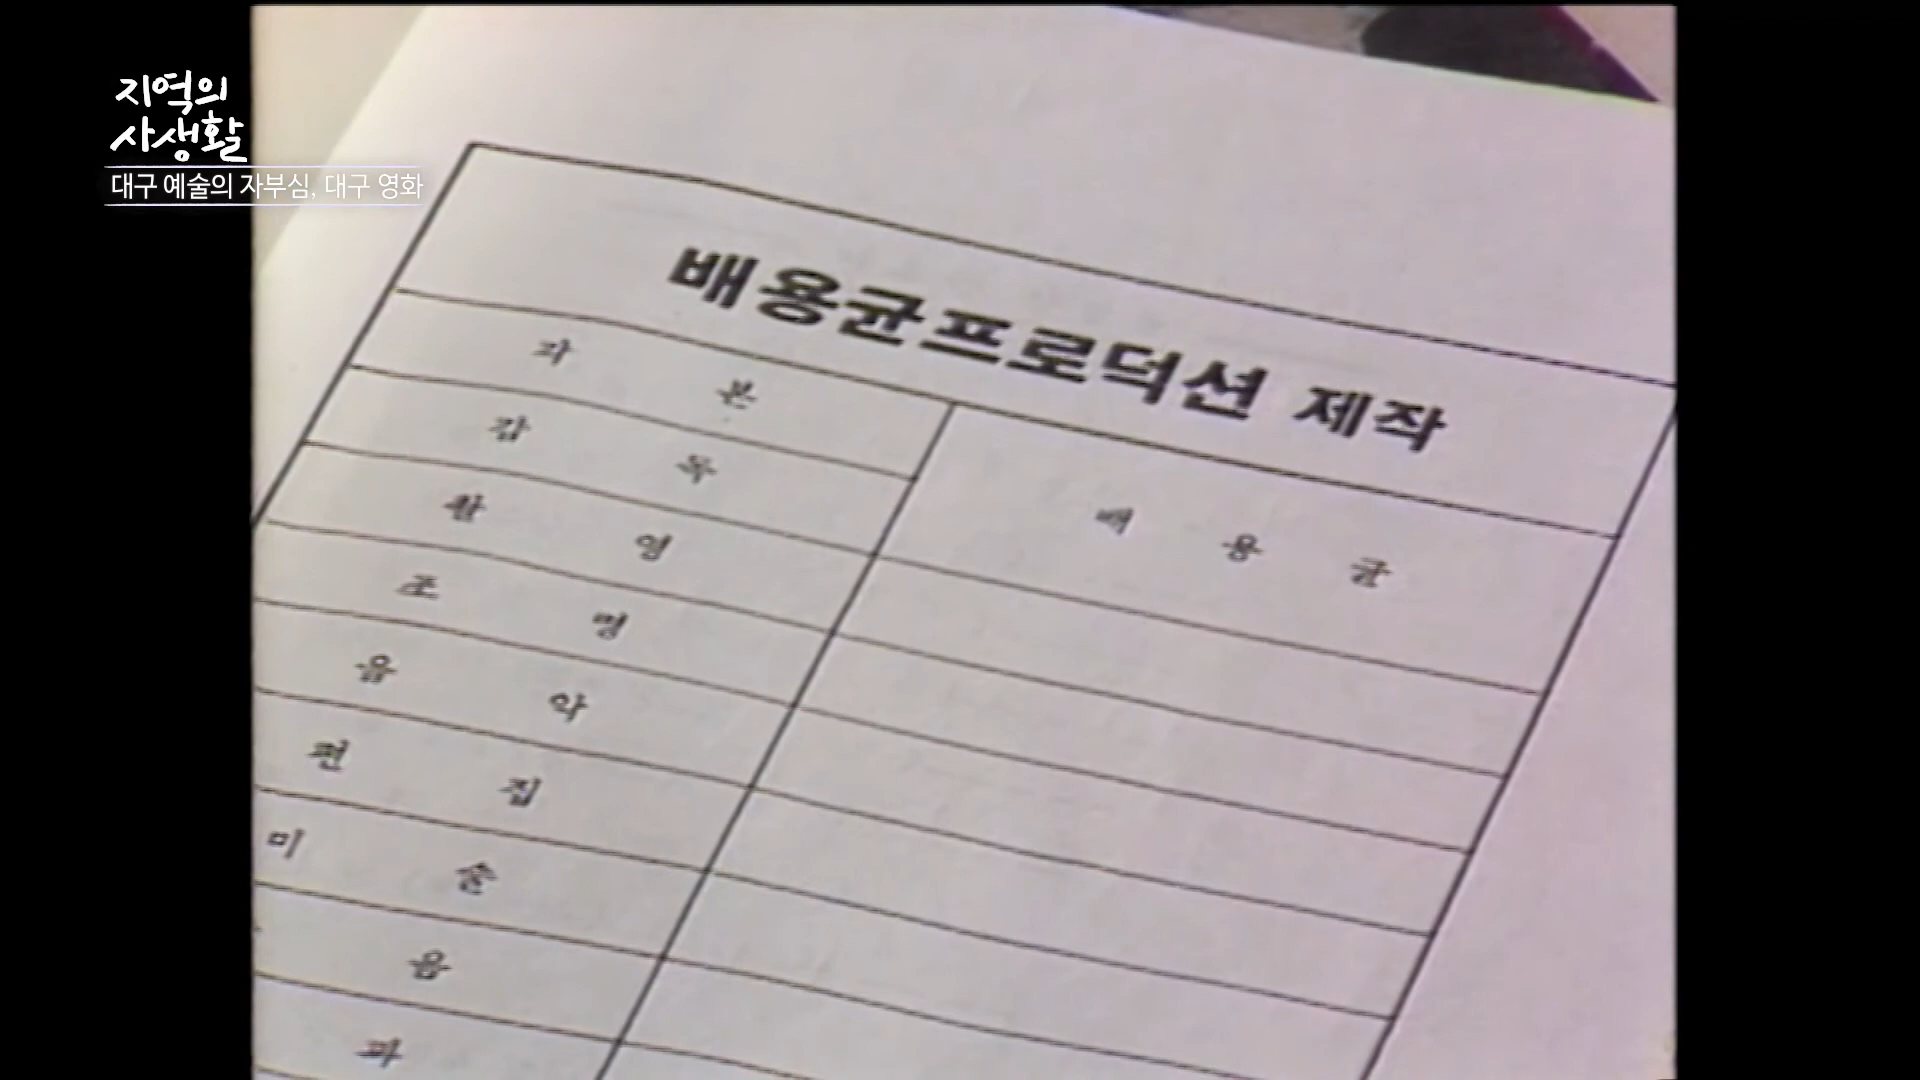 지역의
사생활
대구 예술의 자부심, 대구 영화
배용균프로덕션 제작
각 본
감 독
배 용 균
촬 영
조 명
음 악
편 집
미 술
음
과